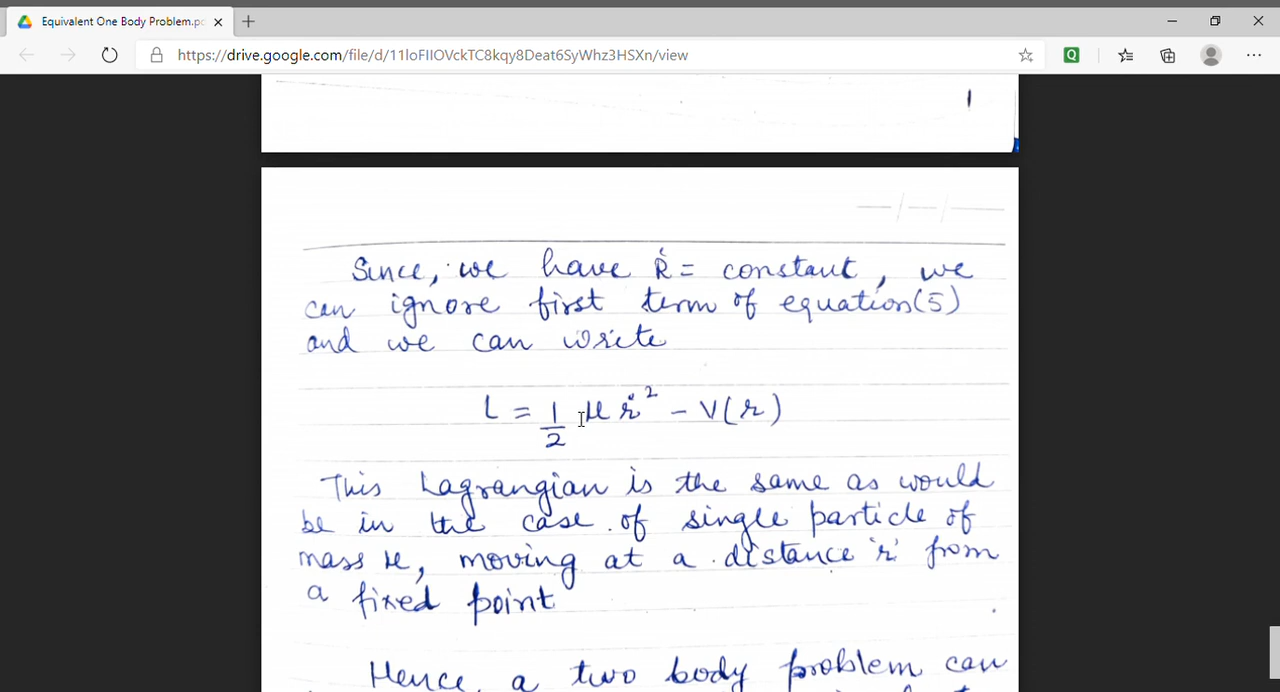 Equivalent One Body Problem.p
https://drive.google.com/file/d/11loFIIOVckTC8kqy8Deat6SyWhz3HSXn/view
1
Since, we have Ṙ = constant, we
can ignore first term of equation(5)
and we can write
L = 1/2 μ ṙ² - V(r)
This Lagrangian is the same as would
be in the case of single particle of
mass μ, moving at a distance 'r' from
a fixed point
Hence, a two body problem can